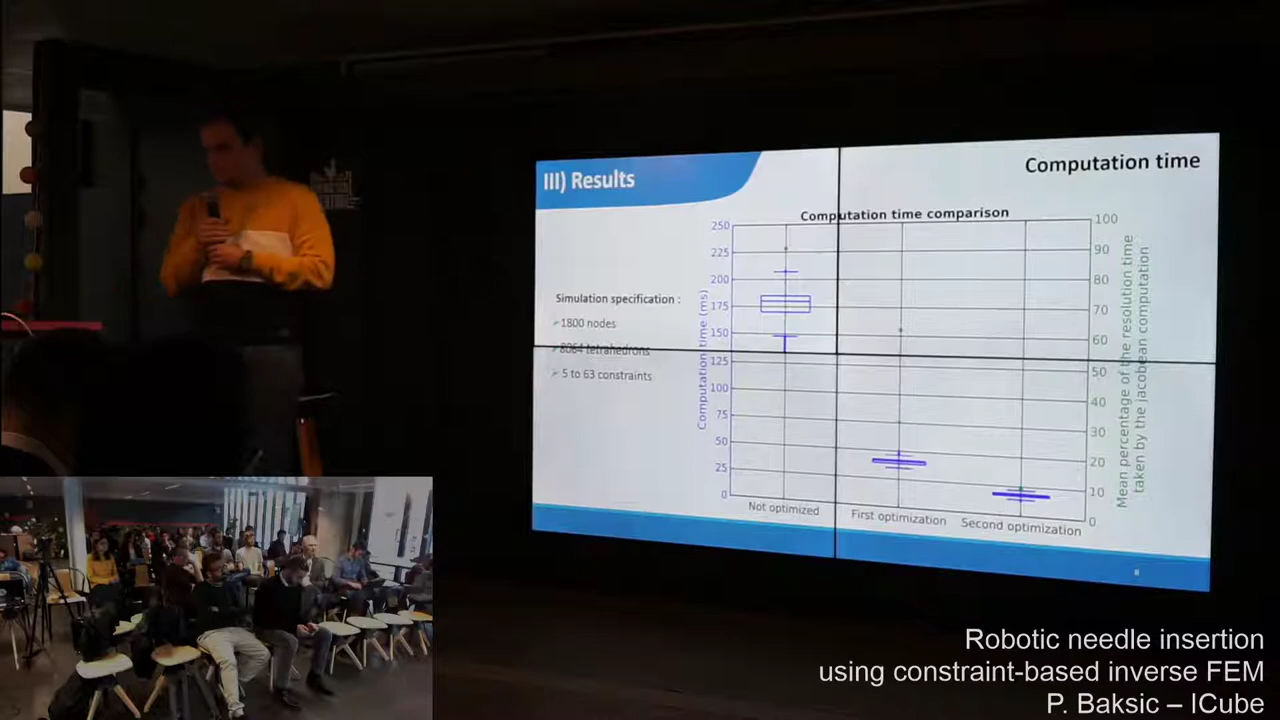 III) Results
Computation time
Computation time comparison
Simulation specification :
1800 nodes
8064 tetrahedrons
5 to 63 constraints
Computation time (ms)
250
225
200
175
150
125
100
75
50
25
0
Not optimized
First optimization
Second optimization
100
90
80
70
60
50
40
30
20
10
0
Mean percentage of the resolution time
taken by the jacobean computation
Robotic needle insertion
using constraint-based inverse FEM
P. Baksic – ICube